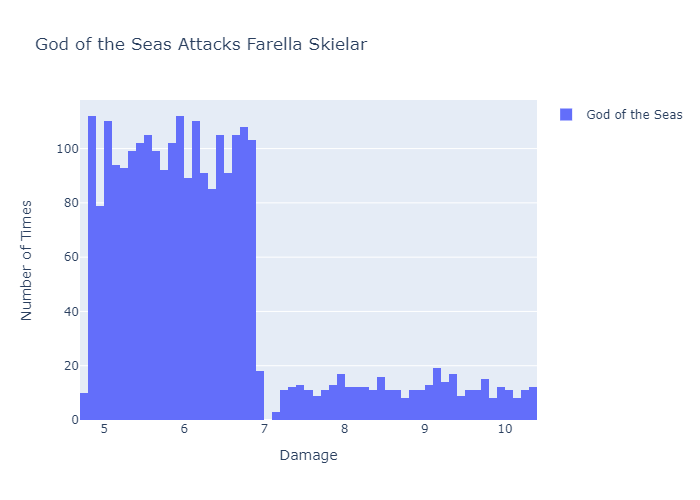 God of the Seas Attacks Farella Skielar
God of the Seas
Number of Times
100
80
60
40
20
0
5 6 7 8 9 10
Damage